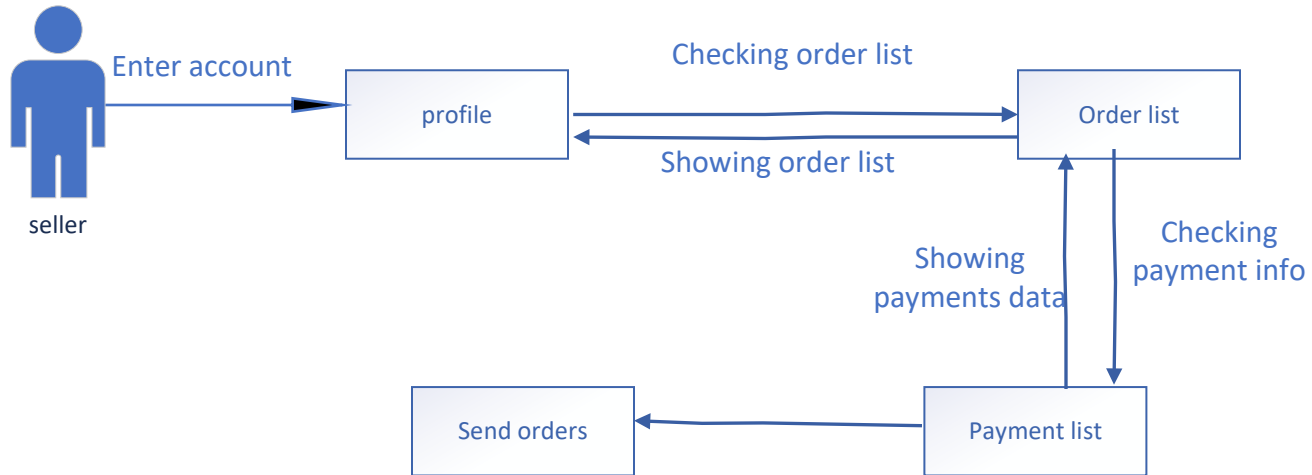 Enter account
Checking order list
profile
Order list
Showing order list
seller
Checking
payment info
Showing
payments data
Send orders
Payment list